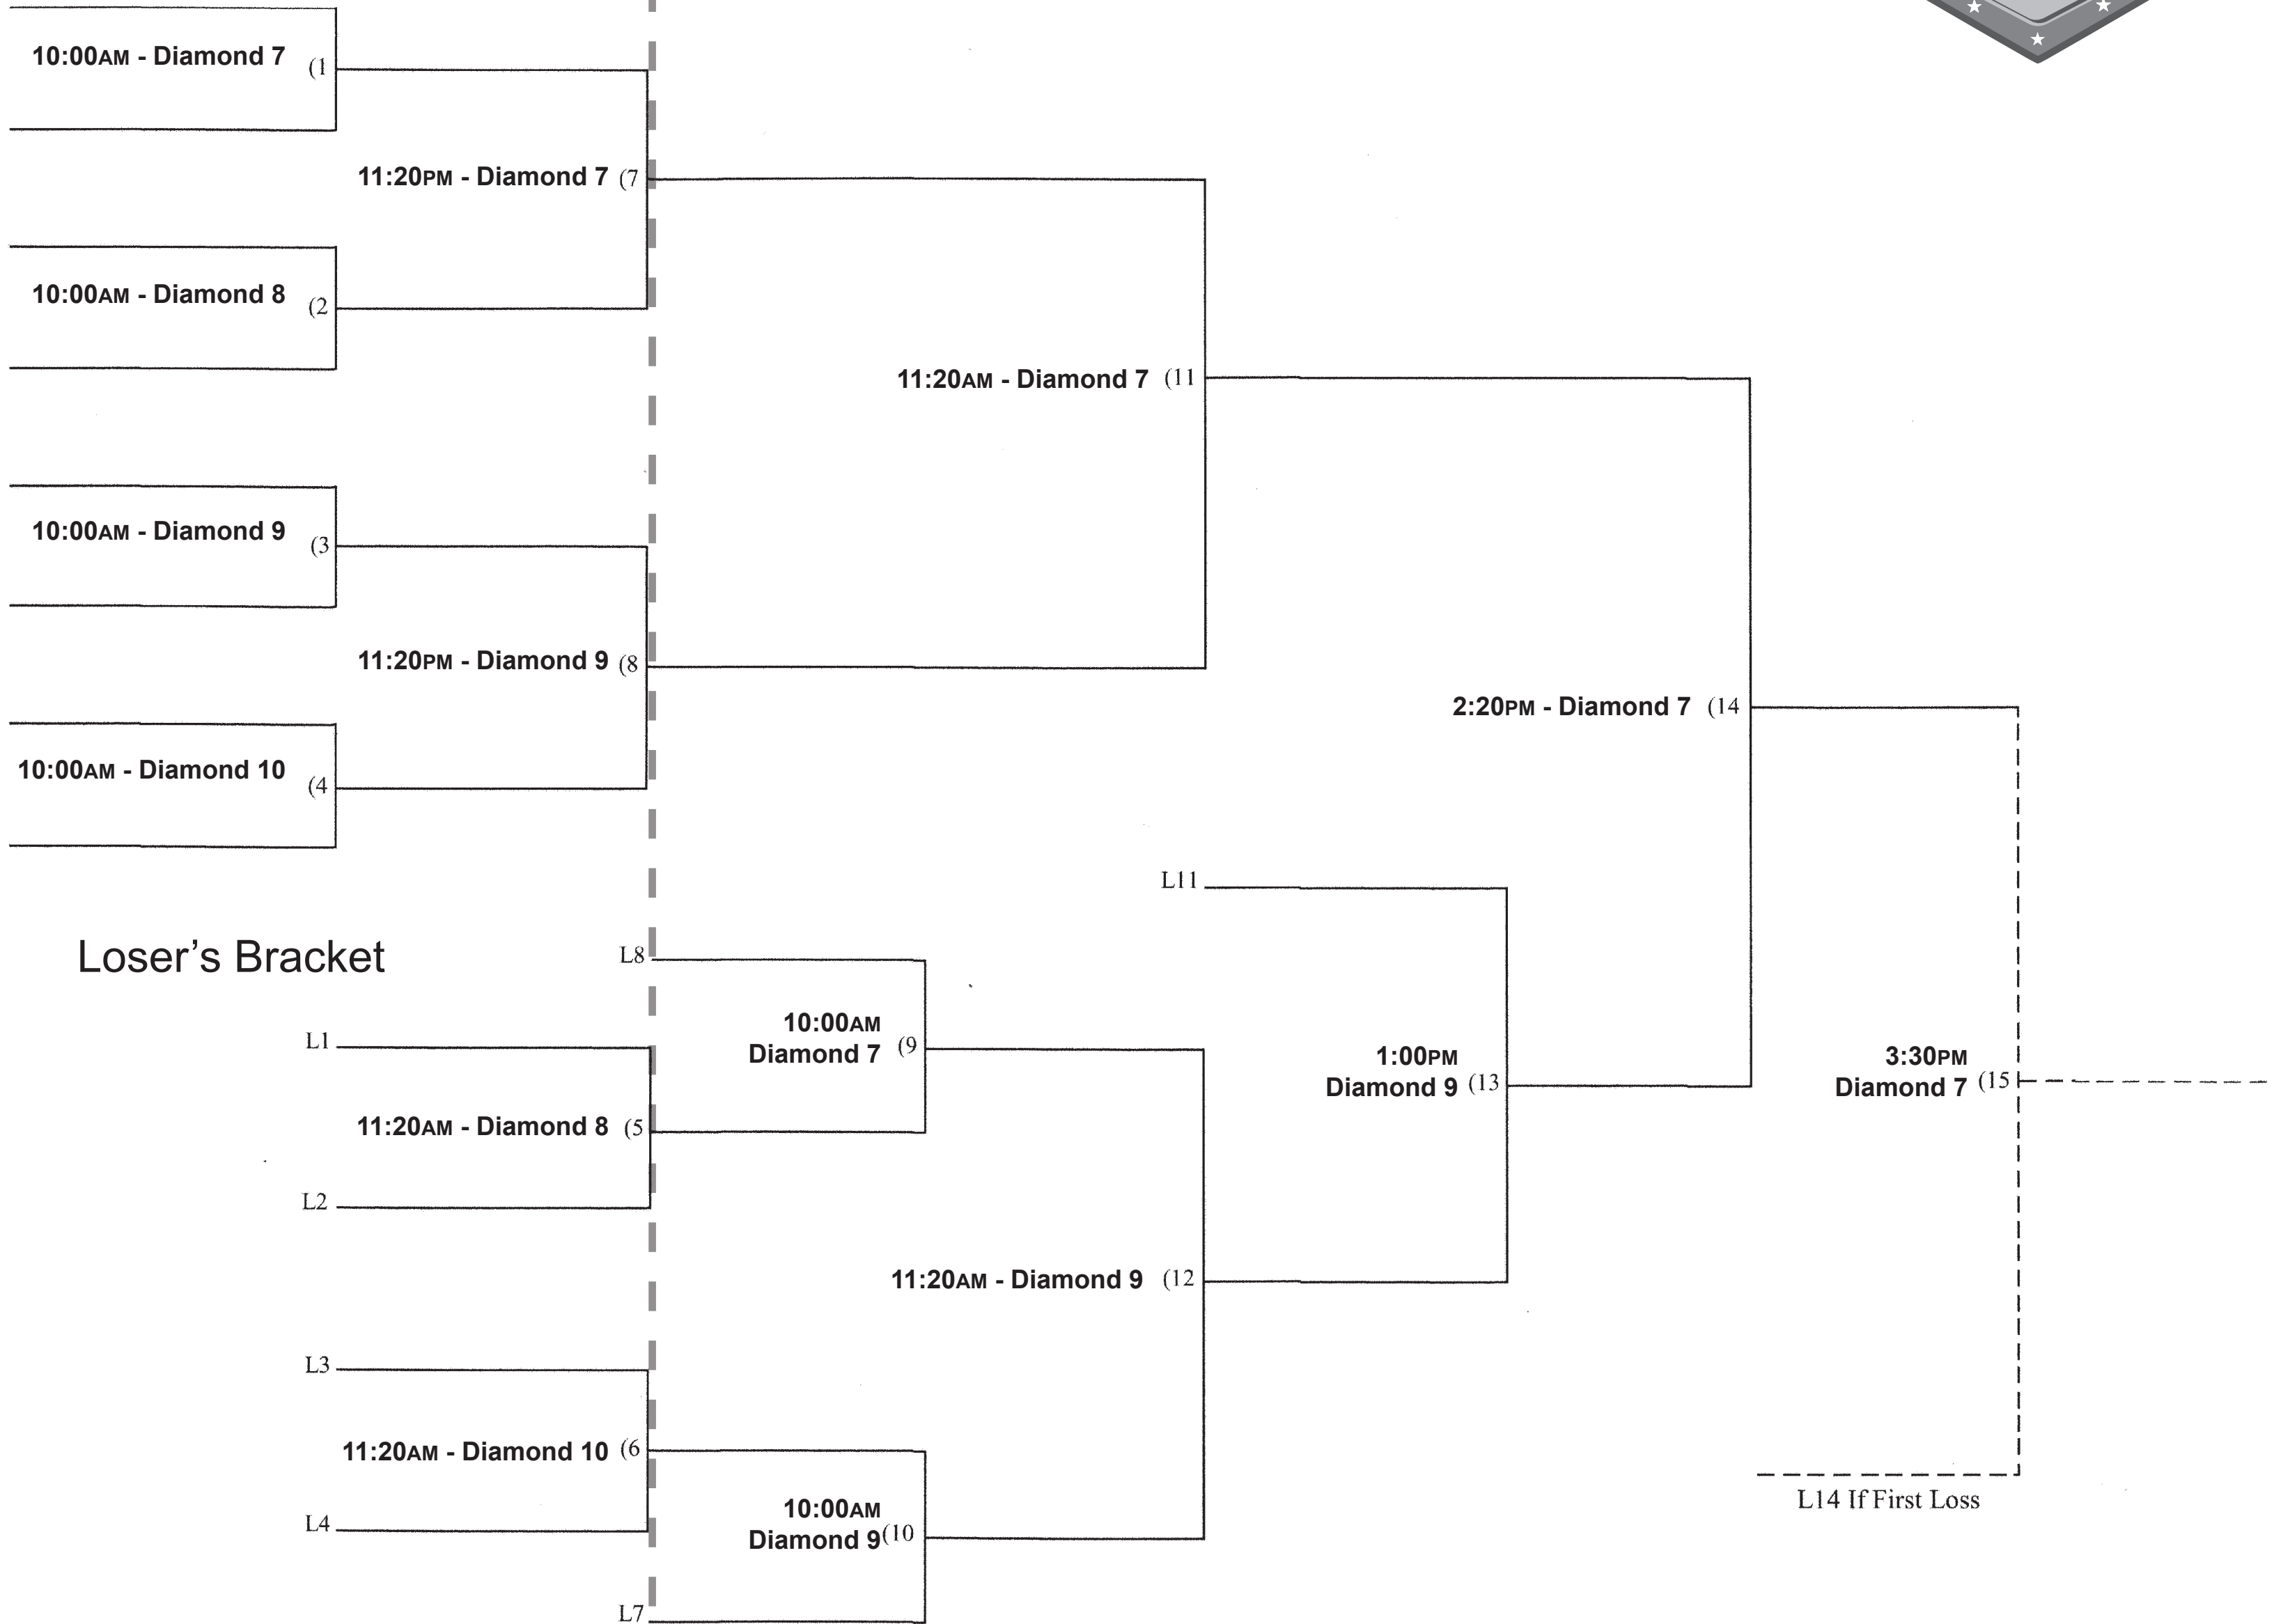 10:00AM - Diamond 7 (1
11:20PM - Diamond 7 (7
10:00AM - Diamond 8 (2
11:20AM - Diamond 7 (11
10:00AM - Diamond 9 (3
11:20PM - Diamond 9 (8
2:20PM - Diamond 7 (14
10:00AM - Diamond 10 (4
L11
Loser’s Bracket
L8
L1
10:00AM
Diamond 7 (9
1:00PM
Diamond 9 (13
3:30PM
Diamond 7 (15
11:20AM - Diamond 8 (5
L2
11:20AM - Diamond 9 (12
L3
11:20AM - Diamond 10 (6
L4
10:00AM
Diamond 9 (10
L14 If First Loss
L7